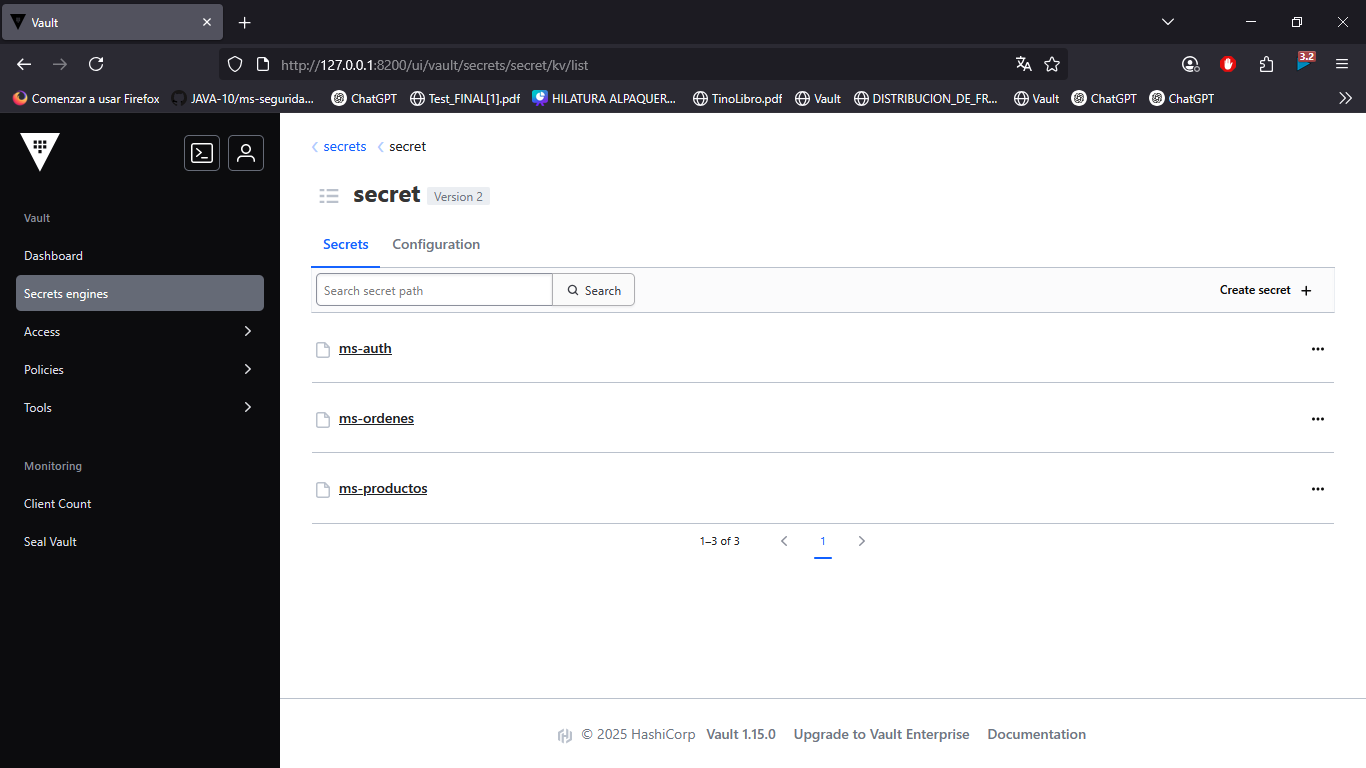 Vault
http://127.0.0.1:8200/ui/vault/secrets/secret/kv/list
3.2
Comenzar a usar Firefox
JAVA-10/ms-segurida...
ChatGPT
Test_FINAL[1].pdf
HILATURA ALPAQUER...
TinoLibro.pdf
Vault
DISTRIBUCION_DE_FR...
Vault
ChatGPT
ChatGPT
Vault
Dashboard
Secrets engines
Access
Policies
Tools
Monitoring
Client Count
Seal Vault
secrets
secret
secret
Version 2
Secrets
Configuration
Search secret path
Search
Create secret
ms-auth
ms-ordenes
ms-productos
1–3 of 3
1
© 2025 HashiCorp
Vault 1.15.0
Upgrade to Vault Enterprise
Documentation